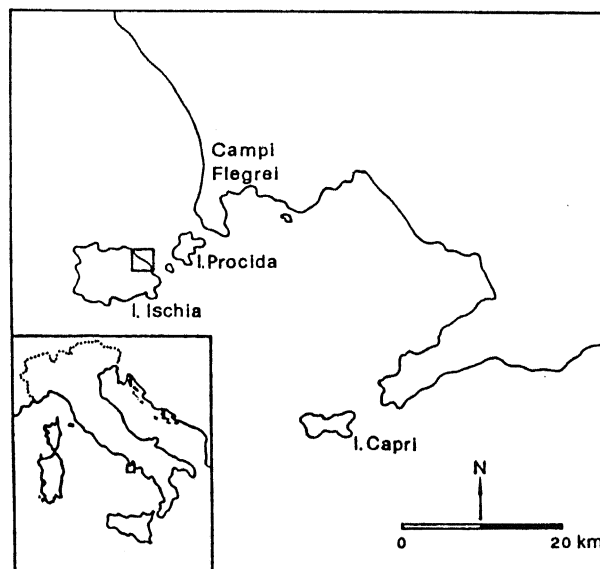 Campi
Flegrei
I. Procida
I. Ischia
I. Capri
N
0 20 km